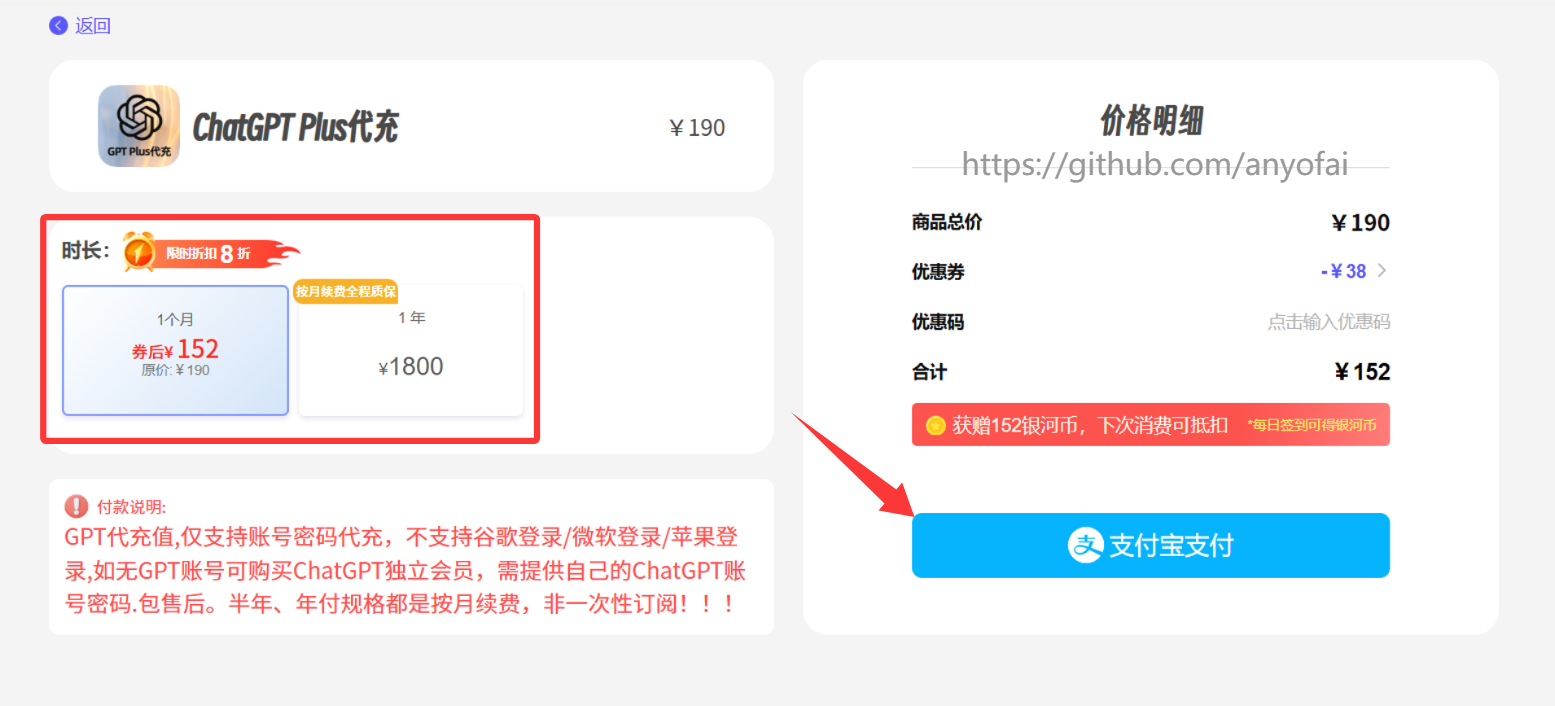 返回
GPT Plus代充
ChatGPT Plus代充
￥190
时长：
限时折扣 8 折
1个月
券后¥ 152
原价:￥190
按月续费全程质保
1 年
¥1800
付款说明:
GPT代充值,仅支持账号密码代充，不支持谷歌登录/微软登录/苹果登
录,如无GPT账号可购买ChatGPT独立会员，需提供自己的ChatGPT账
号密码.包售后。半年、年付规格都是按月续费，非一次性订阅！！！
价格明细
https://github.com/anyofai
商品总价 ￥190
优惠券 -￥38
优惠码 点击输入优惠码
合计 ￥152
获赠152银河币，下次消费可抵扣 *每日签到可得银河币
支 支付宝支付